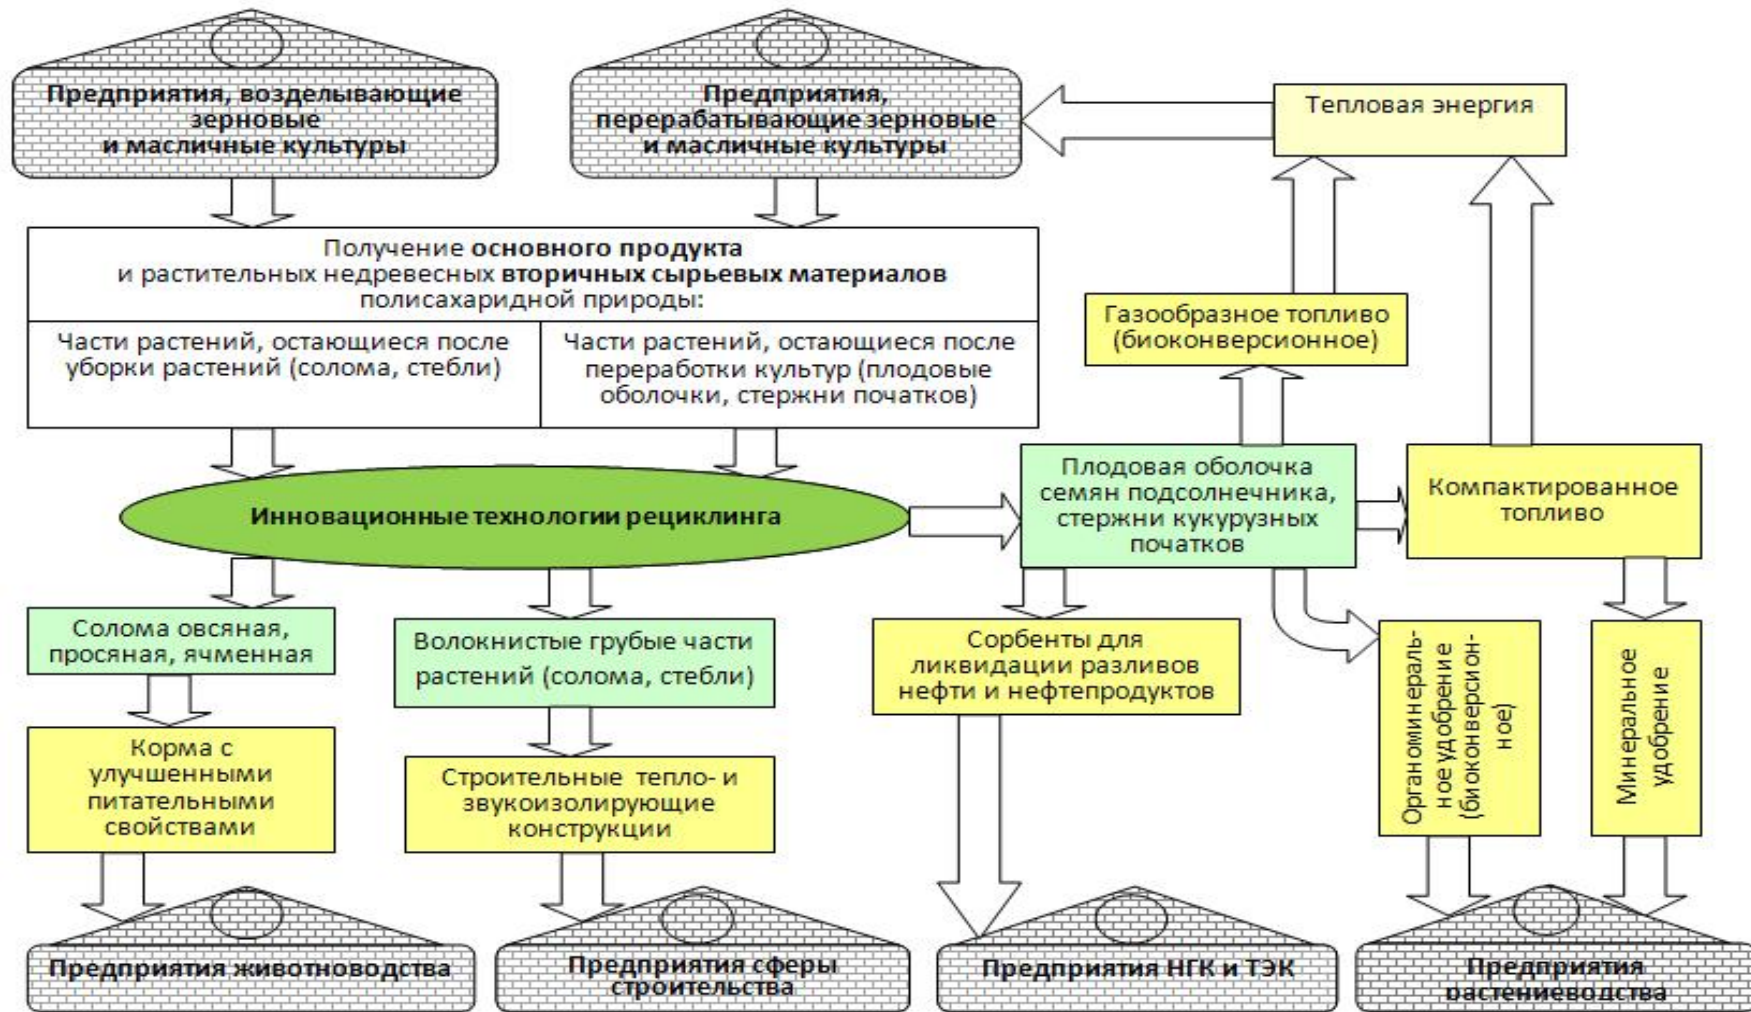 Предприятия, возделывающие
зерновые
и масличные культуры
Предприятия,
перерабатывающие зерновые
и масличные культуры
Тепловая энергия
Получение основного продукта
и растительных недревесных вторичных сырьевых материалов
полисахаридной природы:
Части растений, остающиеся после
уборки растений (солома, стебли)
Части растений, остающиеся после
переработки культур (плодовые
оболочки, стержни початков)
Газообразное топливо
(биоконверсионное)
Инновационные технологии рециклинга
Плодовая оболочка
семян подсолнечника,
стержни кукурузных
початков
Компактированное
топливо
Солома овсяная,
просяная, ячменная
Волокнистые грубые части
растений (солома, стебли)
Сорбенты для
ликвидации разливов
нефти и нефтепродуктов
Органоминераль-
ное удобрение
(биоконверсион-
ное)
Минеральное
удобрение
Корма с
улучшенными
питательными
свойствами
Строительные тепло- и
звукоизолирующие
конструкции
Предприятия животноводства
Предприятия сферы
строительства
Предприятия НГК и ТЭК
Предприятия
растениеводства